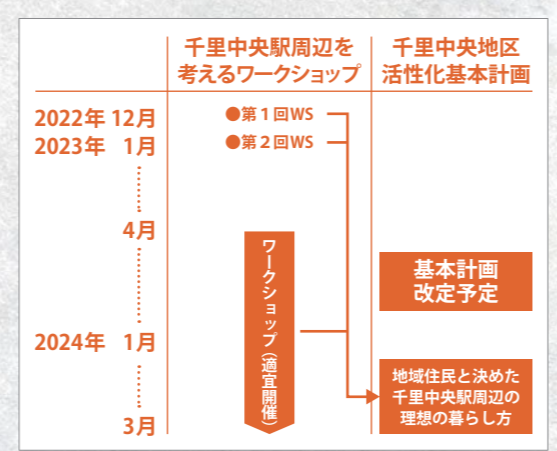 千里中央駅周辺を
考えるワークショップ
千里中央地区
活性化基本計画
2022年 12月
●第1回WS
2023年 1月
●第2回WS
4月
ワークショップ（適宜開催）
基本計画
改定予定
2024年 1月
地域住民と決めた
千里中央駅周辺の
理想の暮らし方
3月